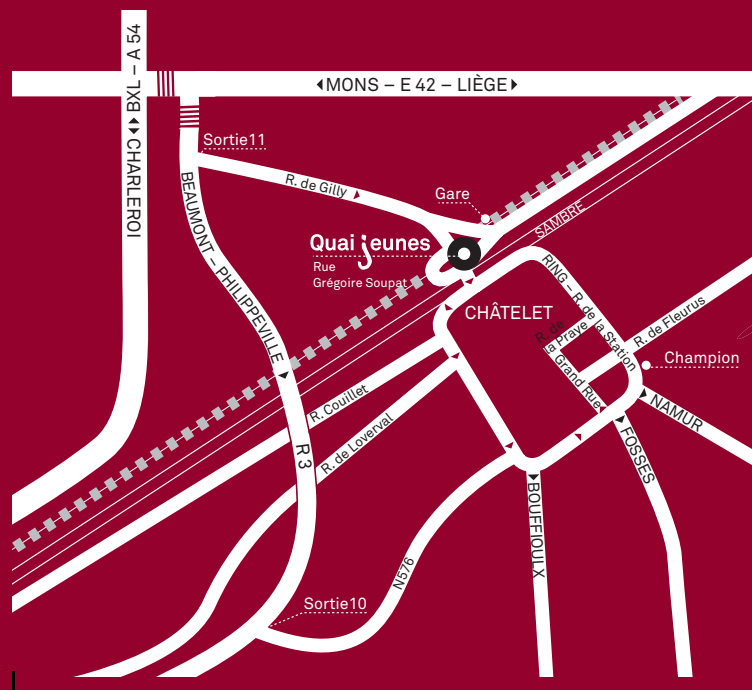 BXL – A 54
CHARLEROI
MONS – E 42 – LIÈGE
Sortie11
BEAUMONT – PHILIPPEVILLE
R. de Gilly
Gare
SAMBRE
Quai jeunes
Rue
Grégoire Soupat
CHÂTELET
RING – R. de la Station
R. de
la Praye
Grand Rue
R. de Fleurus
Champion
NAMUR
FOSSES
BOUFFIOULX
R. Couillet
R. de Loverval
R 3
N576
Sortie10